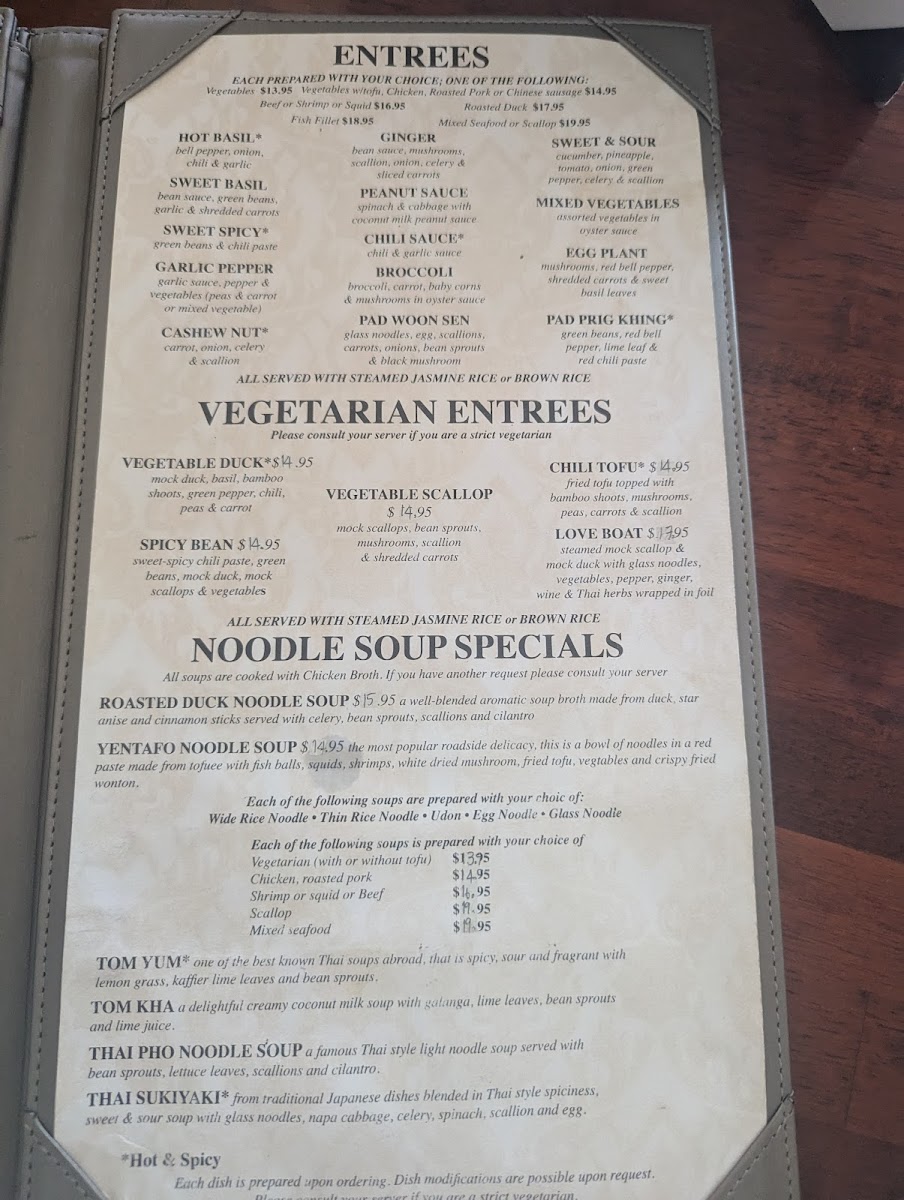 ENTREES
EACH PREPARED WITH YOUR CHOICE; ONE OF THE FOLLOWING:
Vegetables $13.95 Vegetables w/tofu, Chicken, Roasted Pork or Chinese sausage $14.95
Beef or Shrimp or Squid $16.95 Roasted Duck $17.95
Fish Fillet $18.95 Mixed Seafood or Scallop $19.95
HOT BASIL*
bell pepper, onion,
chili & garlic
SWEET BASIL
bean sauce, green beans,
garlic & shredded carrots
SWEET SPICY*
green beans & chili paste
GARLIC PEPPER
garlic sauce, pepper &
vegetables (peas & carrot
or mixed vegetable)
CASHEW NUT*
carrot, onion, celery
& scallion
GINGER
bean sauce, mushrooms,
scallion, onion, celery &
sliced carrots
PEANUT SAUCE
spinach & cabbage with
coconut milk peanut sauce
CHILI SAUCE*
chili & garlic sauce
BROCCOLI
broccoli, carrot, baby corns
& mushrooms in oyster sauce
PAD WOON SEN
glass noodles, egg, scallions,
carrots, onions, bean sprouts
& black mushroom
SWEET & SOUR
cucumber, pineapple,
tomato, onion, green
pepper, celery & scallion
MIXED VEGETABLES
assorted vegetables in
oyster sauce
EGG PLANT
mushrooms, red bell pepper,
shredded carrots & sweet
basil leaves
PAD PRIG KHING*
green beans, red bell
pepper, lime leaf &
red chili paste
ALL SERVED WITH STEAMED JASMINE RICE or BROWN RICE
VEGETARIAN ENTREES
Please consult your server if you are a strict vegetarian
VEGETABLE DUCK* $14.95
mock duck, basil, bamboo
shoots, green pepper, chili,
peas & carrot
SPICY BEAN $14.95
sweet-spicy chili paste, green
beans, mock duck, mock
scallops & vegetables
VEGETABLE SCALLOP
$ 14.95
mock scallops, bean sprouts,
mushrooms, scallion
& shredded carrots
CHILI TOFU* $14.95
fried tofu topped with
bamboo shoots, mushrooms,
peas, carrots & scallion
LOVE BOAT $17.95
steamed mock scallop &
mock duck with glass noodles,
vegetables, pepper, ginger,
wine & Thai herbs wrapped in foil
ALL SERVED WITH STEAMED JASMINE RICE or BROWN RICE
NOODLE SOUP SPECIALS
All soups are cooked with Chicken Broth. If you have another request please consult your server
ROASTED DUCK NOODLE SOUP $15.95 a well-blended aromatic soup broth made from duck, star
anise and cinnamon sticks served with celery, bean sprouts, scallions and cilantro
YENTAFO NOODLE SOUP $14.95 the most popular roadside delicacy, this is a bowl of noodles in a red
paste made from tofuee with fish balls, squids, shrimps, white dried mushroom, fried tofu, vegtables and crispy fried
wonton.
Each of the following soups are prepared with your choic of:
Wide Rice Noodle • Thin Rice Noodle • Udon • Egg Noodle • Glass Noodle
Each of the following soups is prepared with your choice of
Vegetarian (with or without tofu) $13.95
Chicken, roasted pork $14.95
Shrimp or squid or Beef $16.95
Scallop $19.95
Mixed seafood $19.95
TOM YUM* one of the best known Thai soups abroad, that is spicy, sour and fragrant with
lemon grass, kaffier lime leaves and bean sprouts.
TOM KHA a delightful creamy coconut milk soup with galanga, lime leaves, bean sprouts
and lime juice.
THAI PHO NOODLE SOUP a famous Thai style light noodle soup served with
bean sprouts, lettuce leaves, scallions and cilantro.
THAI SUKIYAKI* from traditional Japanese dishes blended in Thai style spiciness,
sweet & sour soup with glass noodles, napa cabbage, celery, spinach, scallion and egg.
*Hot & Spicy
Each dish is prepared upon ordering. Dish modifications are possible upon request.
Please consult your server if you are a strict vegetarian.